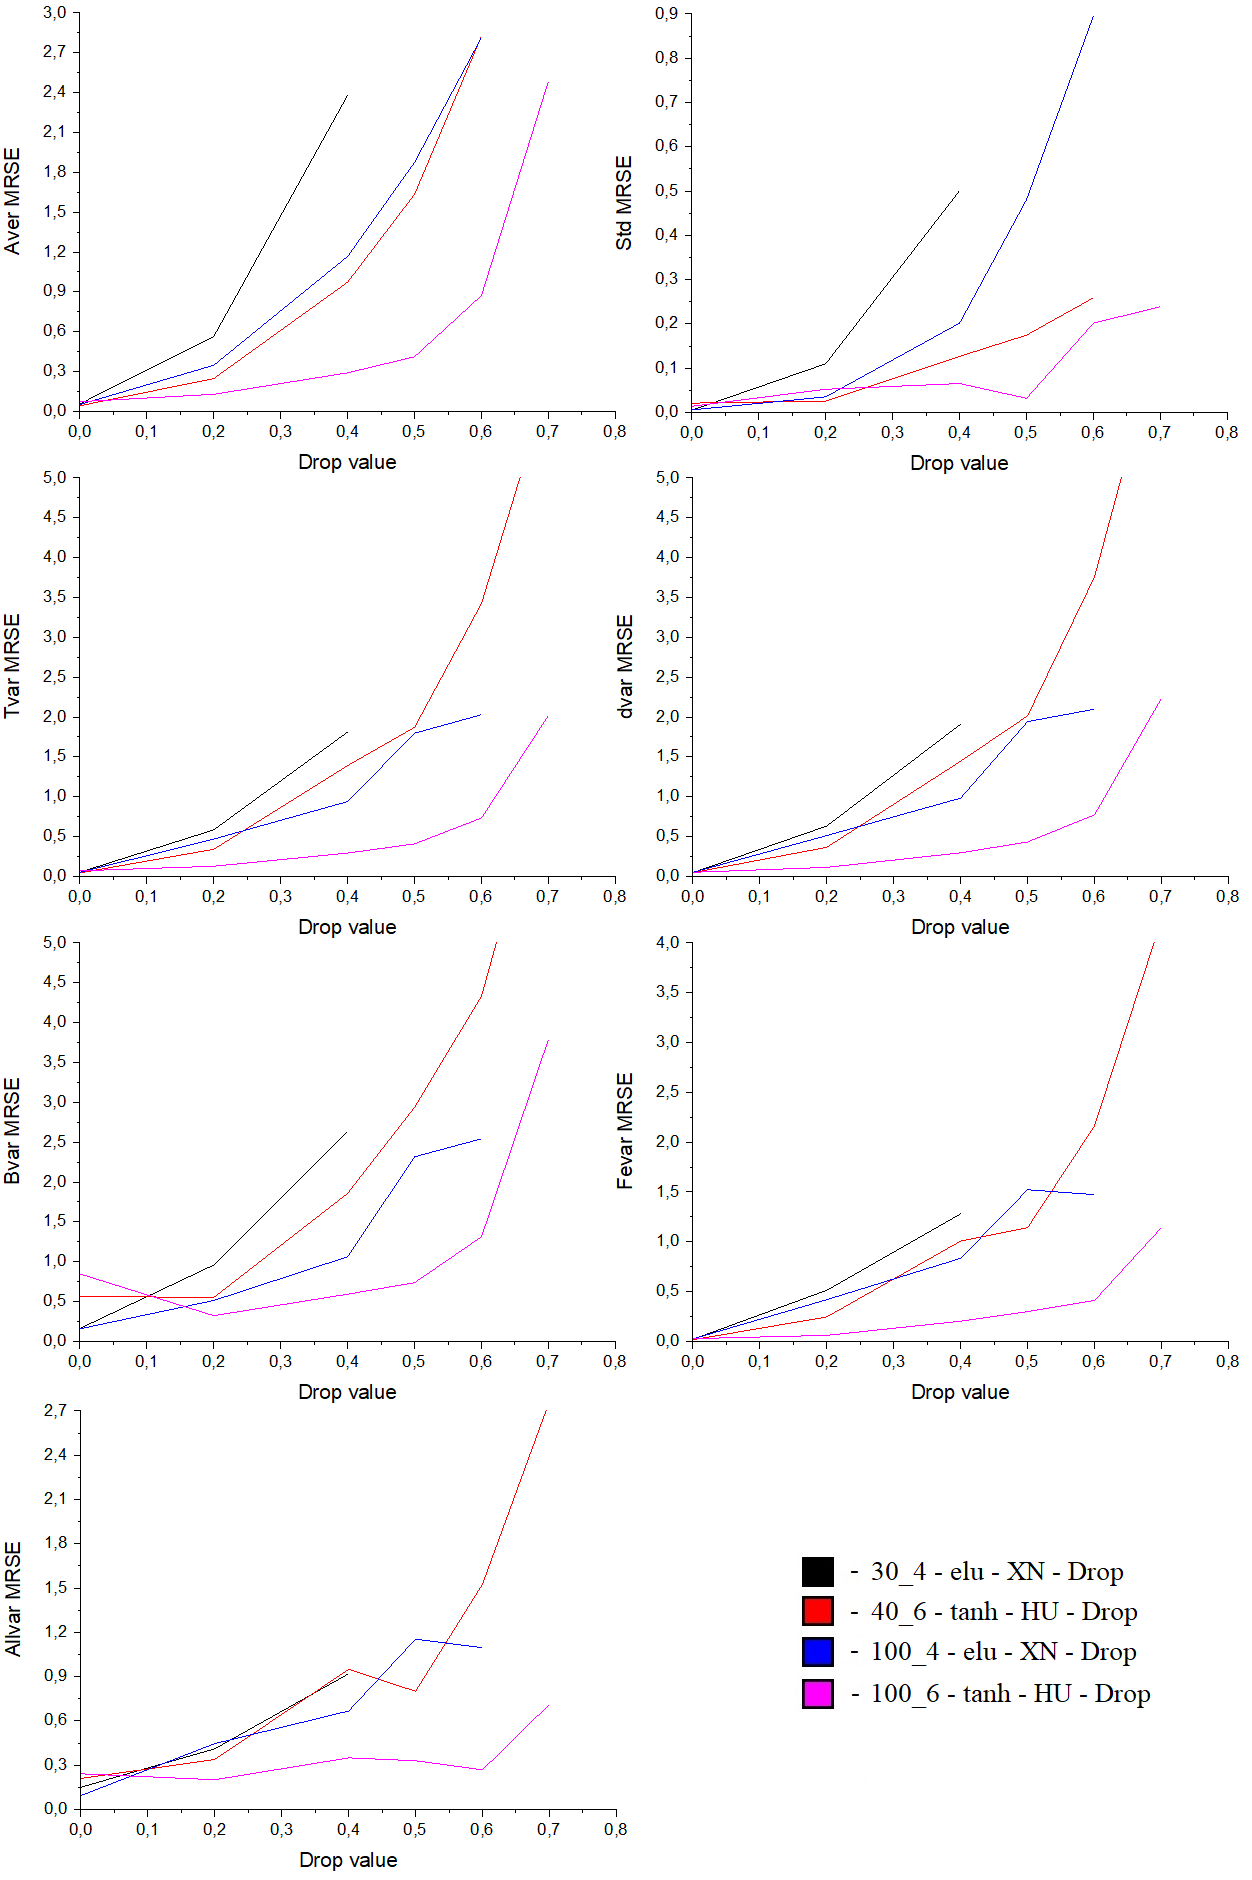 3,0
2,7
2,4
2,1
1,8
1,5
1,2
0,9
0,6
0,3
0,0
Aver MRSE
0,0 0,1 0,2 0,3 0,4 0,5 0,6 0,7 0,8
Drop value
0,9
0,8
0,7
0,6
0,5
0,4
0,3
0,2
0,1
0,0
Std MRSE
0,0 0,1 0,2 0,3 0,4 0,5 0,6 0,7 0,8
Drop value
5,0
4,5
4,0
3,5
3,0
2,5
2,0
1,5
1,0
0,5
0,0
Tvar MRSE
0,0 0,1 0,2 0,3 0,4 0,5 0,6 0,7 0,8
Drop value
5,0
4,5
4,0
3,5
3,0
2,5
2,0
1,5
1,0
0,5
0,0
dvar MRSE
0,0 0,1 0,2 0,3 0,4 0,5 0,6 0,7 0,8
Drop value
5,0
4,5
4,0
3,5
3,0
2,5
2,0
1,5
1,0
0,5
0,0
Bvar MRSE
0,0 0,1 0,2 0,3 0,4 0,5 0,6 0,7 0,8
Drop value
4,0
3,5
3,0
2,5
2,0
1,5
1,0
0,5
0,0
Fevar MRSE
0,0 0,1 0,2 0,3 0,4 0,5 0,6 0,7 0,8
Drop value
2,7
2,4
2,1
1,8
1,5
1,2
0,9
0,6
0,3
0,0
Allvar MRSE
0,0 0,1 0,2 0,3 0,4 0,5 0,6 0,7 0,8
Drop value
- 30_4 - elu - XN - Drop
- 40_6 - tanh - HU - Drop
- 100_4 - elu - XN - Drop
- 100_6 - tanh - HU - Drop